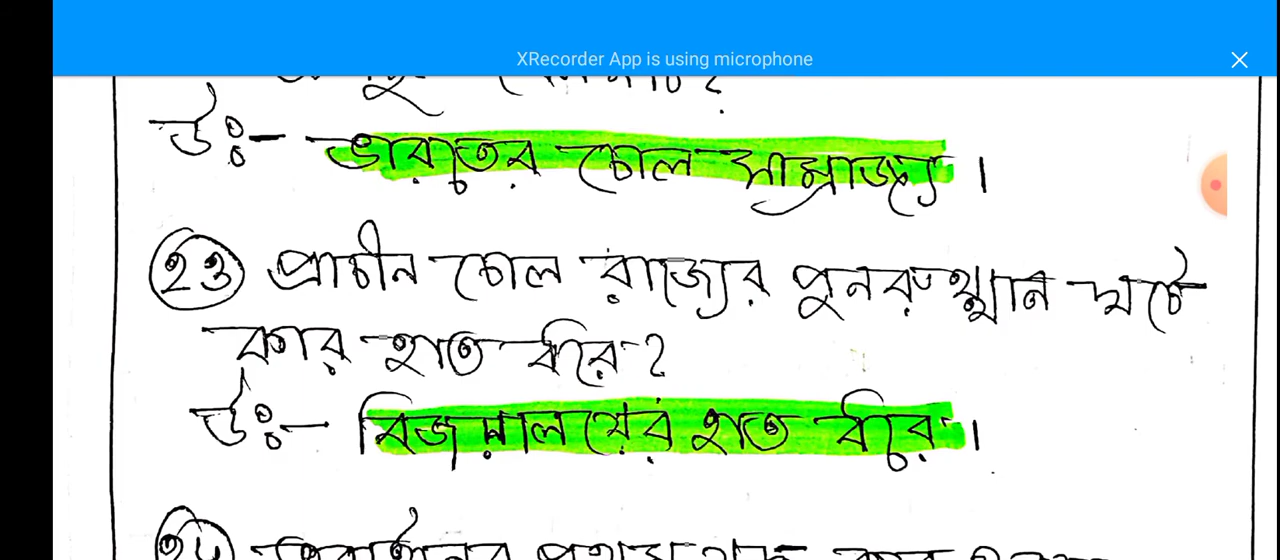 XRecorder App is using microphone
উঃ- ভারতের চোল সাম্রাজ্য।
২৩ প্রাচীন চোল রাজ্যের পুনরুত্থান ঘটে
কার হাত ধরে?
উঃ- বিজয়ালয়ের হাত ধরে।